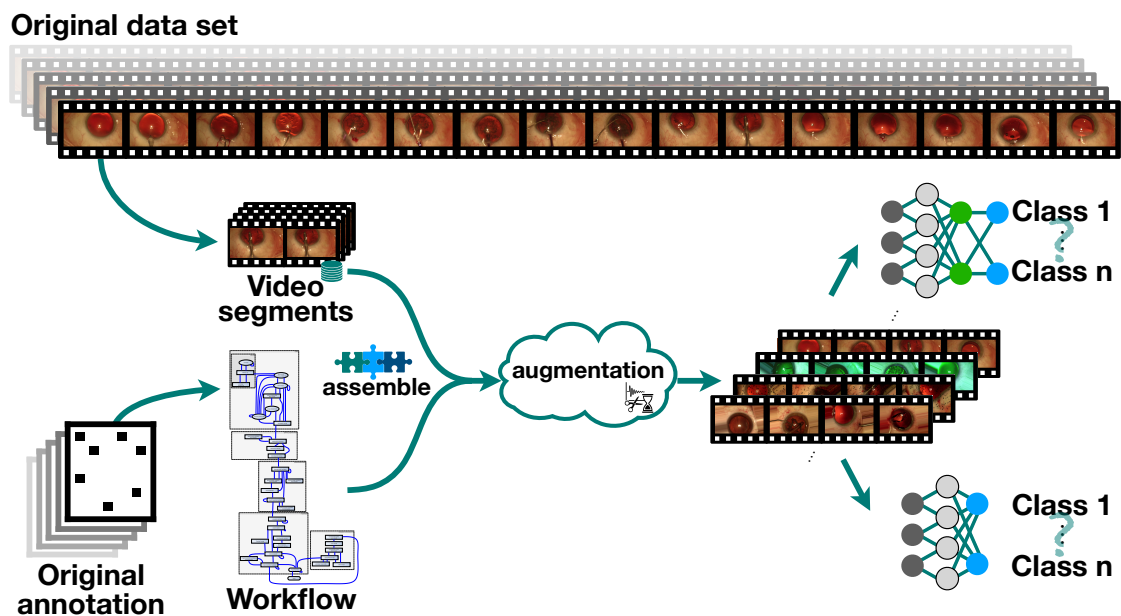 Original data set
Class 1
?
Class n
Video
segments
assemble
augmentation
Class 1
?
Class n
Original
annotation
Workflow